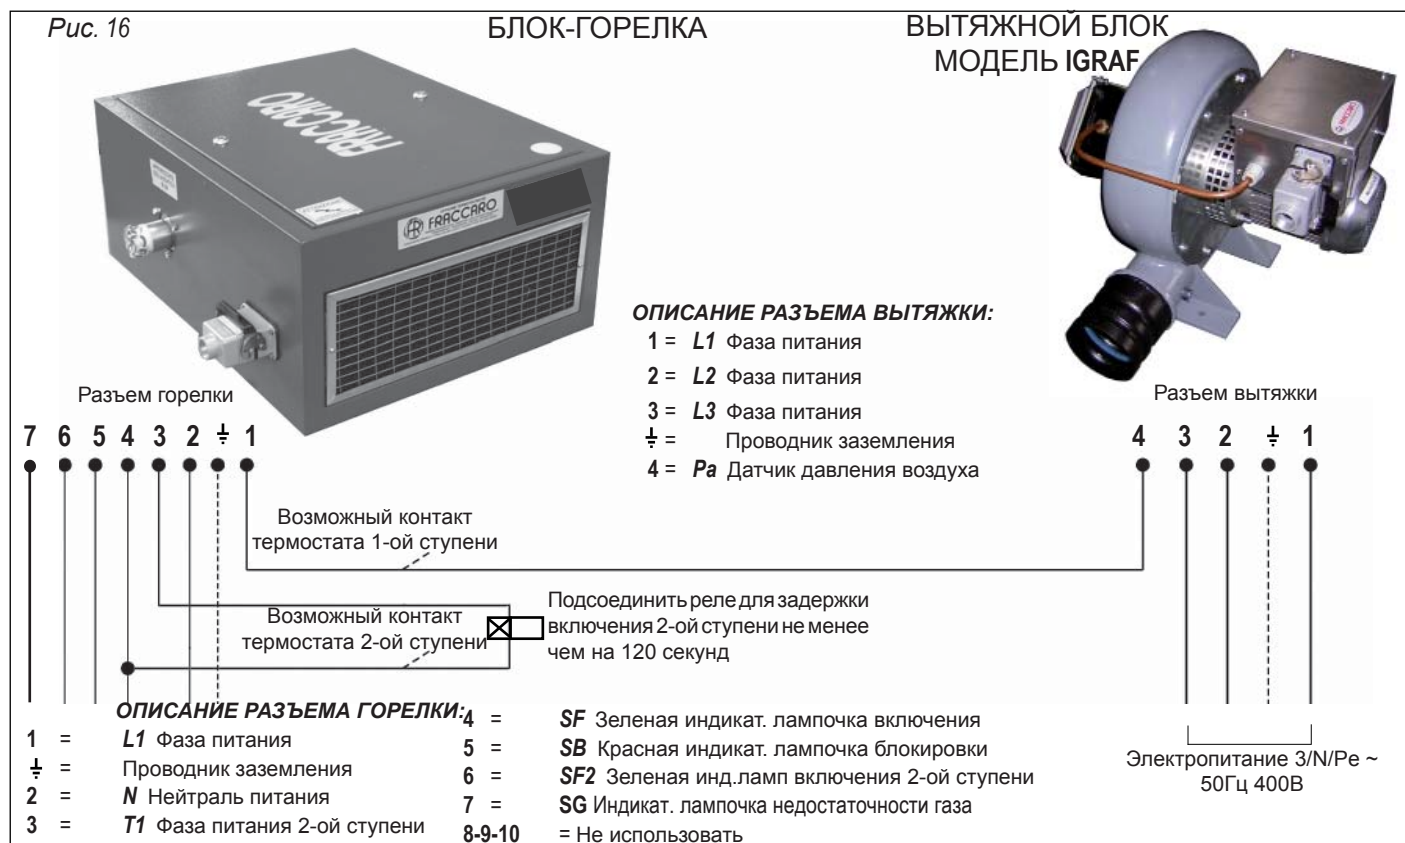 Рис. 16
БЛОК-ГОРЕЛКА
ВЫТЯЖНОЙ БЛОК
МОДЕЛЬ IGRAF
FRACCARO
FRACCARO
ОПИСАНИЕ РАЗЪЕМА ВЫТЯЖКИ:
1 = L1 Фаза питания
2 = L2 Фаза питания
3 = L3 Фаза питания
⏚ = Проводник заземления
4 = Pa Датчик давления воздуха
Разъем горелки
7 6 5 4 3 2 ⏚ 1
Разъем вытяжки
4 3 2 ⏚ 1
Возможный контакт
термостата 1-ой ступени
Возможный контакт
термостата 2-ой ступени
Подсоединить реле для задержки
включения 2-ой ступени не менее
чем на 120 секунд
ОПИСАНИЕ РАЗЪЕМА ГОРЕЛКИ:
1 = L1 Фаза питания
⏚ = Проводник заземления
2 = N Нейтраль питания
3 = T1 Фаза питания 2-ой ступени
4 = SF Зеленая индикат. лампочка включения
5 = SB Красная индикат. лампочка блокировки
6 = SF2 Зеленая инд.ламп включения 2-ой ступени
7 = SG Индикат. лампочка недостаточности газа
8-9-10 = Не использовать
Электропитание 3/N/Pe ~
50Гц 400В